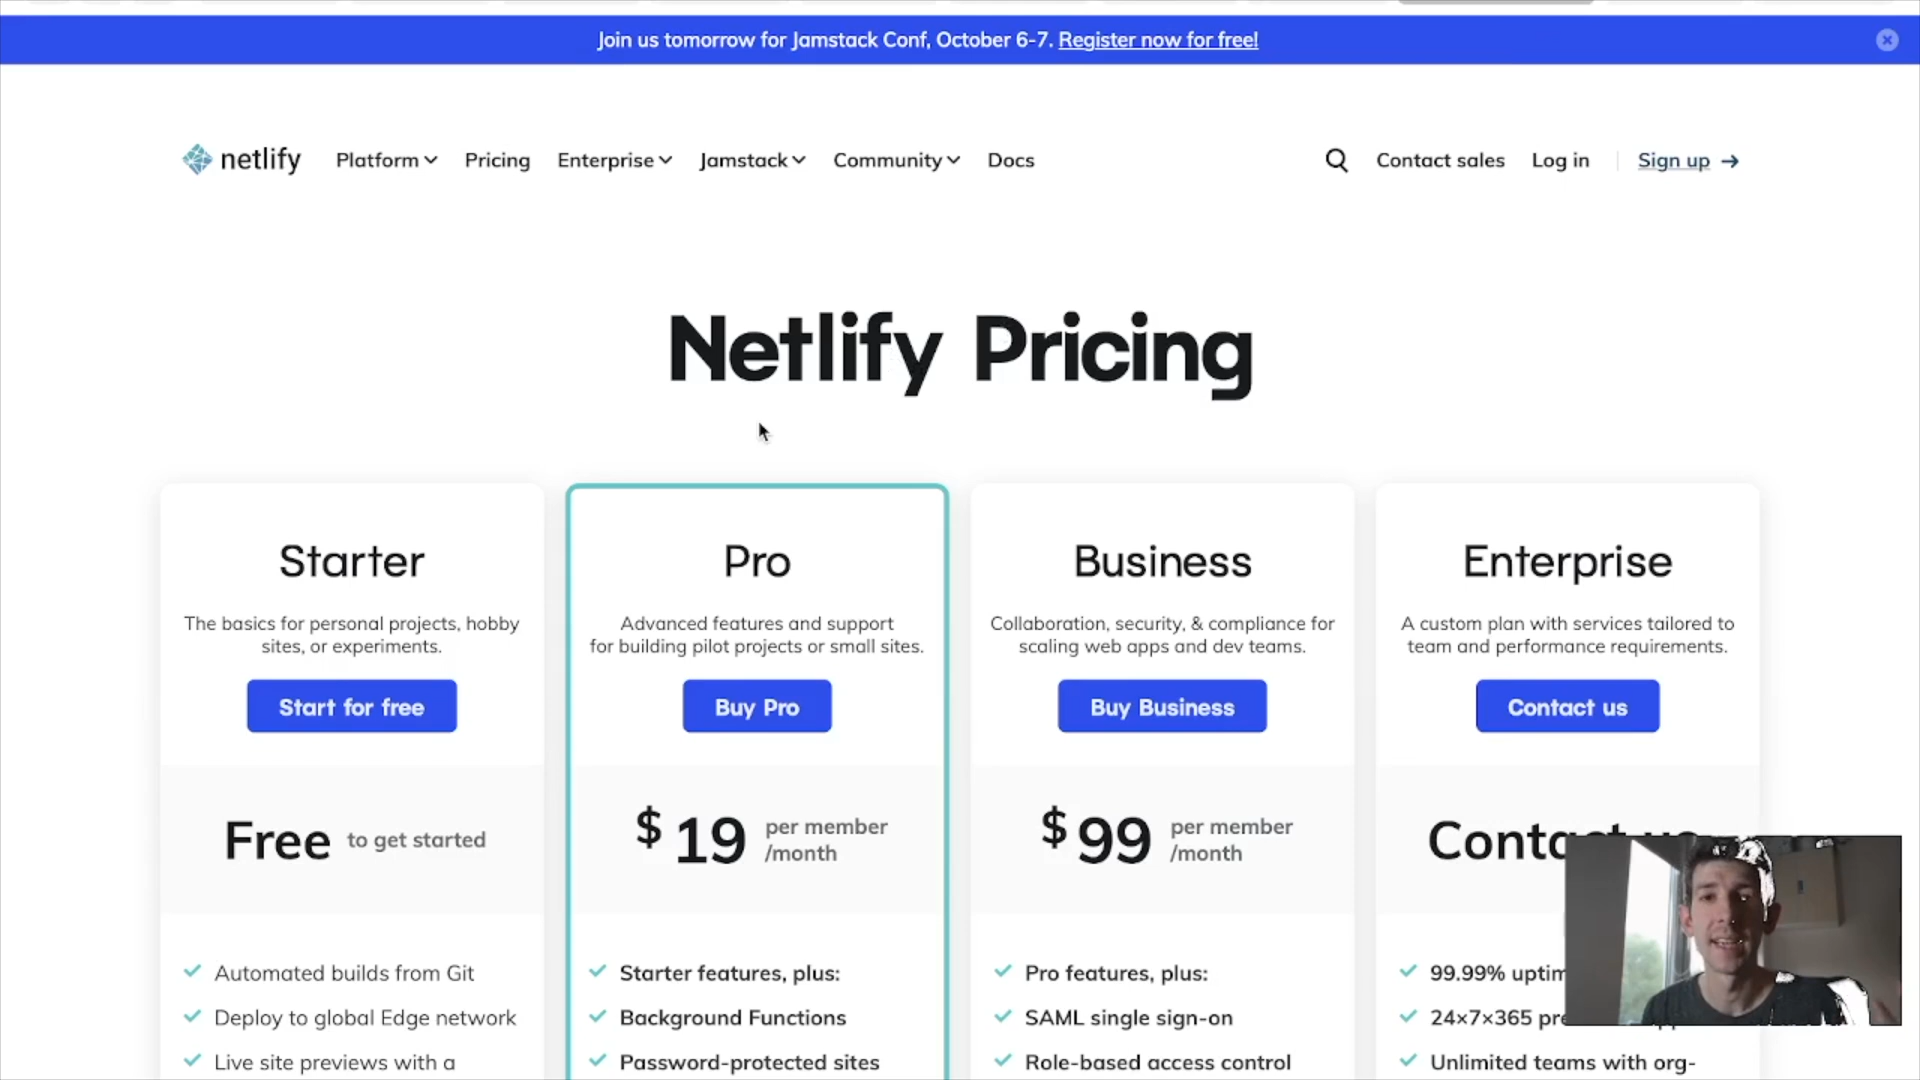 Join us tomorrow for Jamstack Conf, October 6-7. Register now for free!
netlify Platform Pricing Enterprise Jamstack Community Docs Contact sales Log in Sign up →
Netlify Pricing
Starter
The basics for personal projects, hobby
sites, or experiments.
Start for free
Free to get started
✓ Automated builds from Git
✓ Deploy to global Edge network
✓ Live site previews with a
Pro
Advanced features and support
for building pilot projects or small sites.
Buy Pro
$19 per member
/month
✓ Starter features, plus:
✓ Background Functions
✓ Password-protected sites
Business
Collaboration, security, & compliance for
scaling web apps and dev teams.
Buy Business
$99 per member
/month
✓ Pro features, plus:
✓ SAML single sign-on
✓ Role-based access control
Enterprise
A custom plan with services tailored to
team and performance requirements.
Contact us
✓ 99.99%
✓ 24×7×365
✓ Unlimited teams with org-